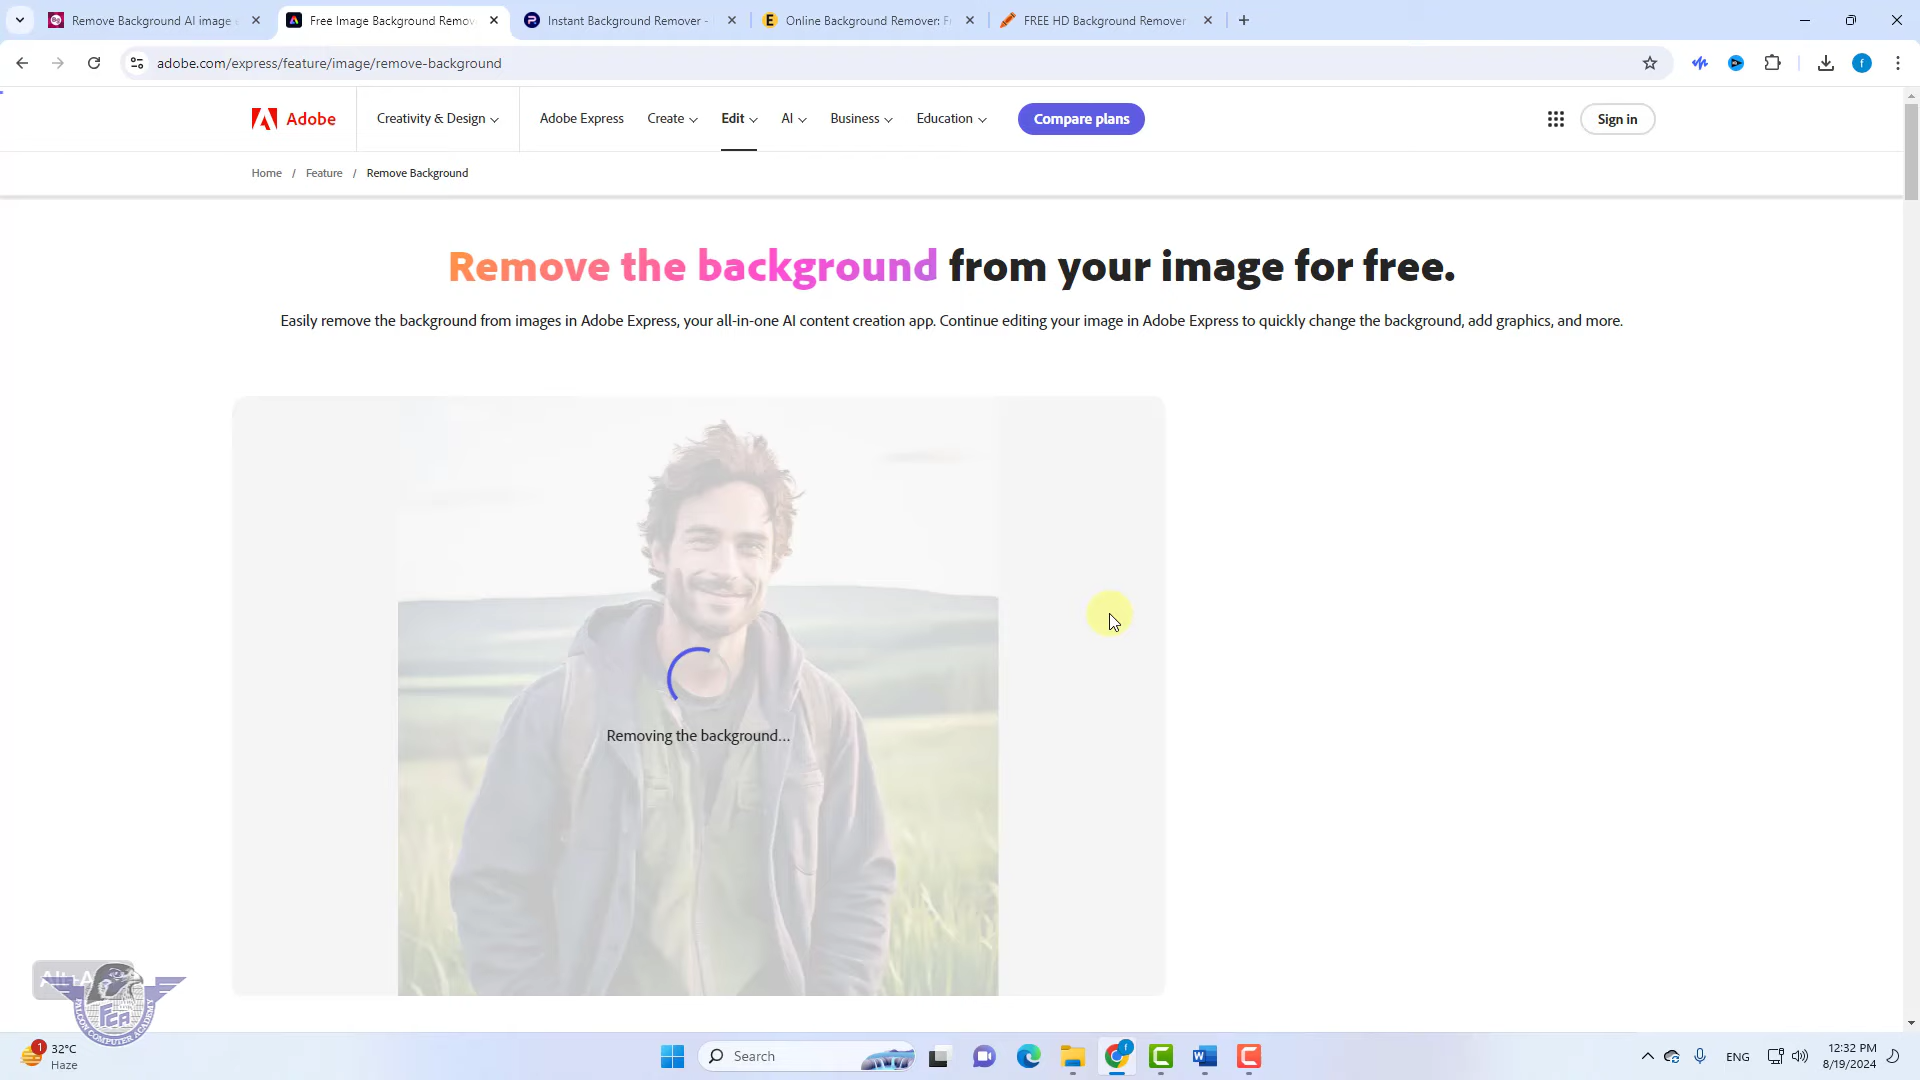 Remove Background AI image
Free Image Background Remov
Instant Background Remover -
Online Background Remover: F
FREE HD Background Remover
adobe.com/express/feature/image/remove-background
f
Adobe
Creativity & Design
Adobe Express
Create
Edit
AI
Business
Education
Compare plans
Sign in
Home / Feature / Remove Background
Remove the background from your image for free.
Easily remove the background from images in Adobe Express, your all-in-one AI content creation app. Continue editing your image in Adobe Express to quickly change the background, add graphics, and more.
Removing the background...
FCA
FALCON COMPUTER ACADEMY
1
32°C
Haze
Search
ENG
12:32 PM
8/19/2024